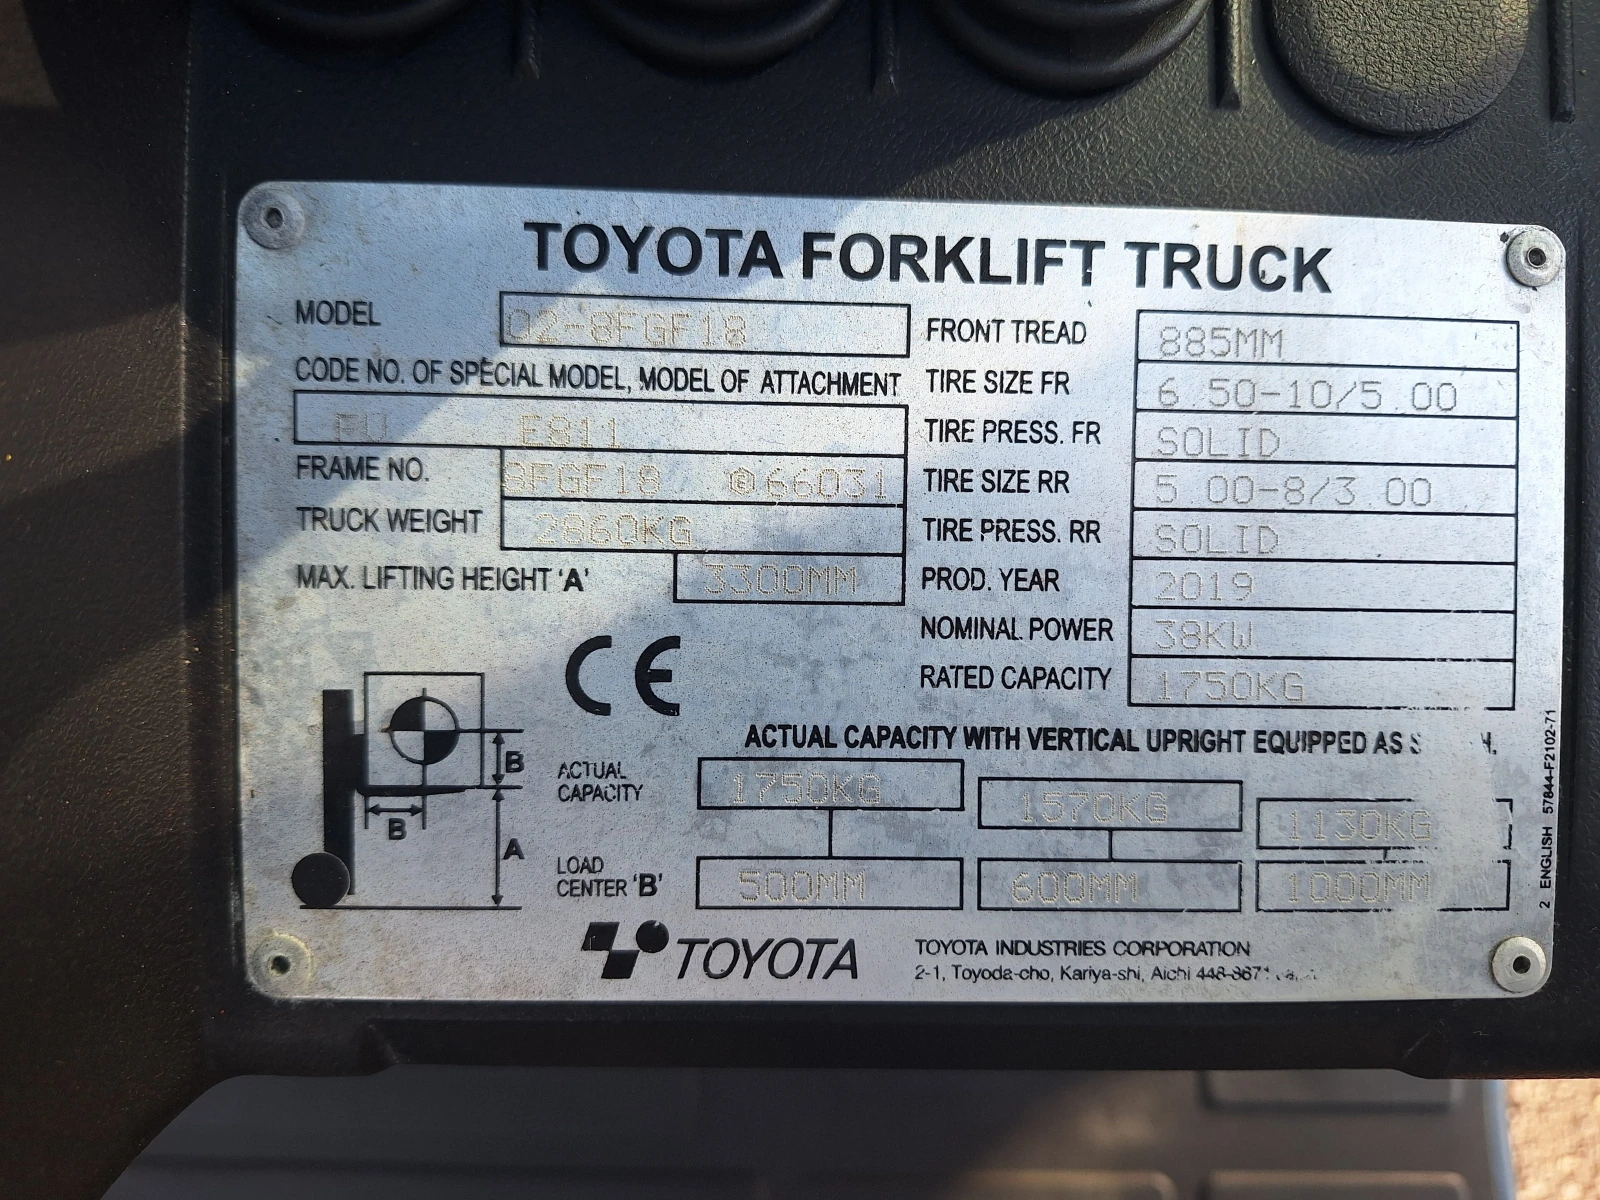 TOYOTA FORKLIFT TRUCK
MODEL 02-8FGF18
CODE NO. OF SPECIAL MODEL, MODEL OF ATTACHMENT
FV E811
FRAME NO. 8FGF18 @66031
TRUCK WEIGHT 2860KG
MAX. LIFTING HEIGHT 'A' 3300MM
FRONT TREAD 885MM
TIRE SIZE FR 6.50-10/5.00
TIRE PRESS. FR SOLID
TIRE SIZE RR 5.00-8/3.00
TIRE PRESS. RR SOLID
PROD. YEAR 2019
NOMINAL POWER 38KW
RATED CAPACITY 1750KG
CE
B
B
A
ACTUAL CAPACITY WITH VERTICAL UPRIGHT EQUIPPED AS
ACTUAL
CAPACITY 1750KG 1570KG 1130KG
LOAD
CENTER 'B' 500MM 600MM 1000MM
TOYOTA
TOYOTA INDUSTRIES CORPORATION
2-1, Toyoda-cho, Kariya-shi, Aichi 448-8671
2 ENGLISH 57844-F2102-71